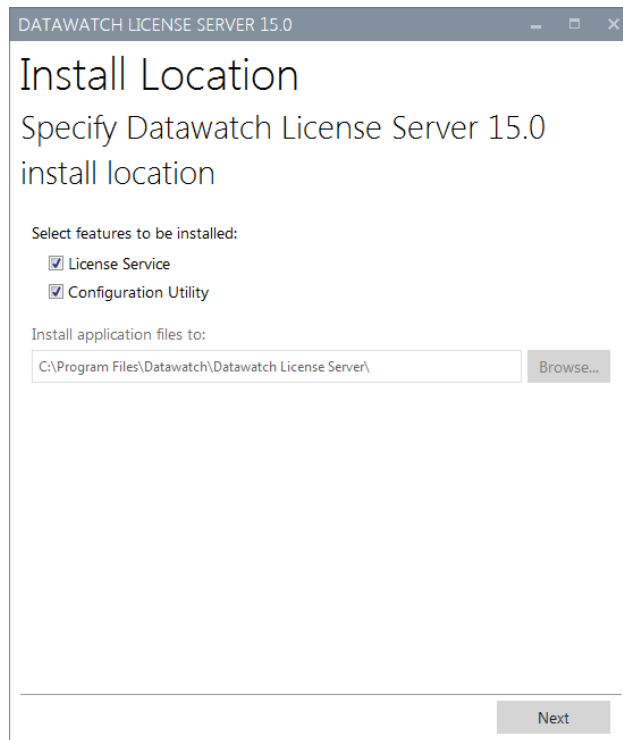 DATAWATCH LICENSE SERVER 15.0
Install Location
Specify Datawatch License Server 15.0
install location
Select features to be installed:
License Service
Configuration Utility
Install application files to:
C:\Program Files\Datawatch\Datawatch License Server\
Browse...
Next